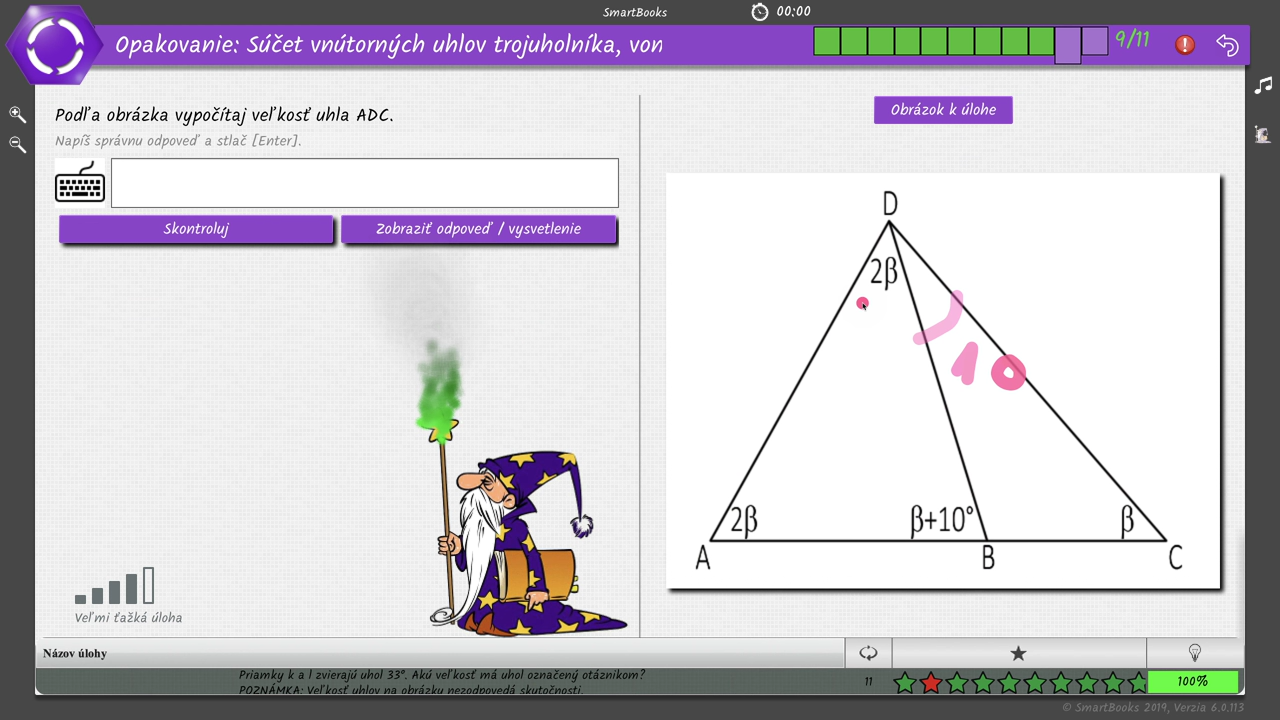 SmartBooks
00:00
Opakovanie: Súčet vnútorných uhlov trojuholníka, von
9/11
Podľa obrázka vypočítaj veľkosť uhla ADC.
Napíš správnu odpoveď a stlač [Enter].
Skontroluj
Zobraziť odpoveď / vysvetlenie
Obrázok k úlohe
D
2β
10
2β
β+10°
β
A
B
C
Veľmi ťažká úloha
Názov úlohy
Priamky k a l zvierajú uhol 33°. Akú veľkosť má uhol označený otáznikom?
POZNÁMKA: Veľkosť uhlov na obrázku nezodpovedá skutočnosti.
11
100%
© SmartBooks 2019, Verzia 6.0.113